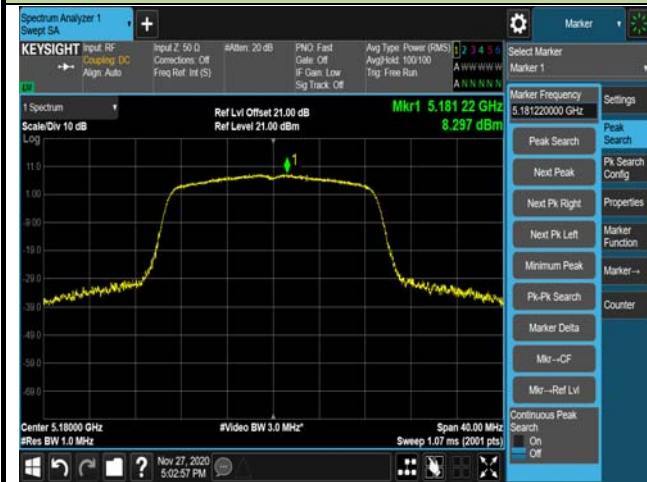 Spectrum Analyzer 1
Swept SA
+
Marker
KEYSIGHT
Input: RF
Coupling: DC
Align: Auto
Input Z: 50 Ω
Corrections: Off
Freq Ref: Int (S)
#Atten: 20 dB
PNO: Fast
Gate: Off
IF Gain: Low
Sig Track: Off
Avg Type: Power (RMS)
Avg|Hold: 100/100
Trig: Free Run
1 2 3 4 5 6
A W W W W W
A N N N N N
Select Marker
Marker 1
1 Spectrum
Scale/Div 10 dB
Log
Ref Lvl Offset 21.00 dB
Ref Level 21.00 dBm
Mkr1 5.181 22 GHz
8.297 dBm
1
11.0
1.00
-9.00
-19.0
-29.0
-39.0
-49.0
-59.0
-69.0
Center 5.18000 GHz
#Res BW 1.0 MHz
#Video BW 3.0 MHz*
Span 40.00 MHz
Sweep 1.07 ms (2001 pts)
Marker Frequency
5.181220000 GHz
Peak Search
Next Peak
Next Pk Right
Next Pk Left
Minimum Peak
Pk-Pk Search
Marker Delta
Mkr→CF
Mkr→Ref Lvl
Continuous Peak
Search
On
Off
Settings
Peak
Search
Pk Search
Config
Properties
Marker
Function
Marker→
Counter
?
Nov 27, 2020
5:02:57 PM